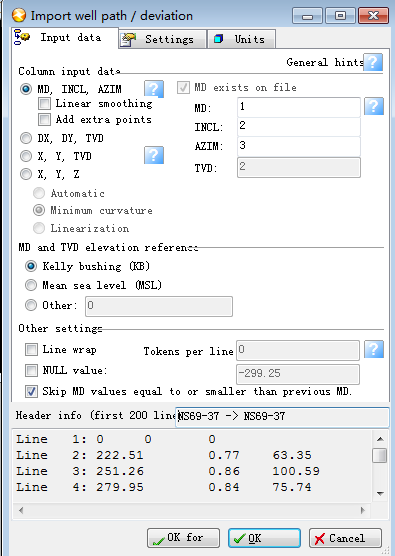 Import well path / deviation
Input data
Settings
Units
General hints
Column input data
MD, INCL, AZIM
?
MD exists on file
Linear smoothing
MD: 1
?
Add extra points
INCL: 2
DX, DY, TVD
AZIM: 3
X, Y, TVD
?
TVD: 2
X, Y, Z
Automatic
Minimum curvature
Linearization
MD and TVD elevation reference
Kelly bushing (KB)
Mean sea level (MSL)
Other: 0
Other settings
Line wrap
Tokens per line 0
?
NULL value: -299.25
Skip MD values equal to or smaller than previous MD.
Header info (first 200 line NS69-37 -> NS69-37
Line 1: 0 0 0
Line 2: 222.51 0.77 63.35
Line 3: 251.26 0.86 100.59
Line 4: 279.95 0.84 75.74
OK for
OK
Cancel